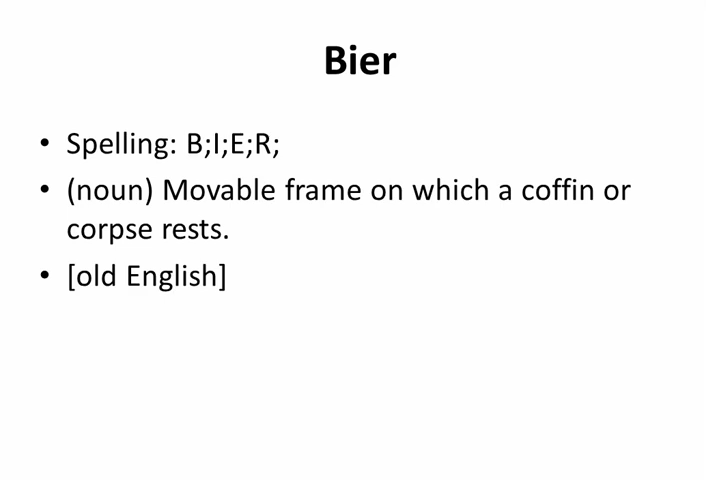 Bier
• Spelling: B;I;E;R;
• (noun) Movable frame on which a coffin or
corpse rests.
• [old English]